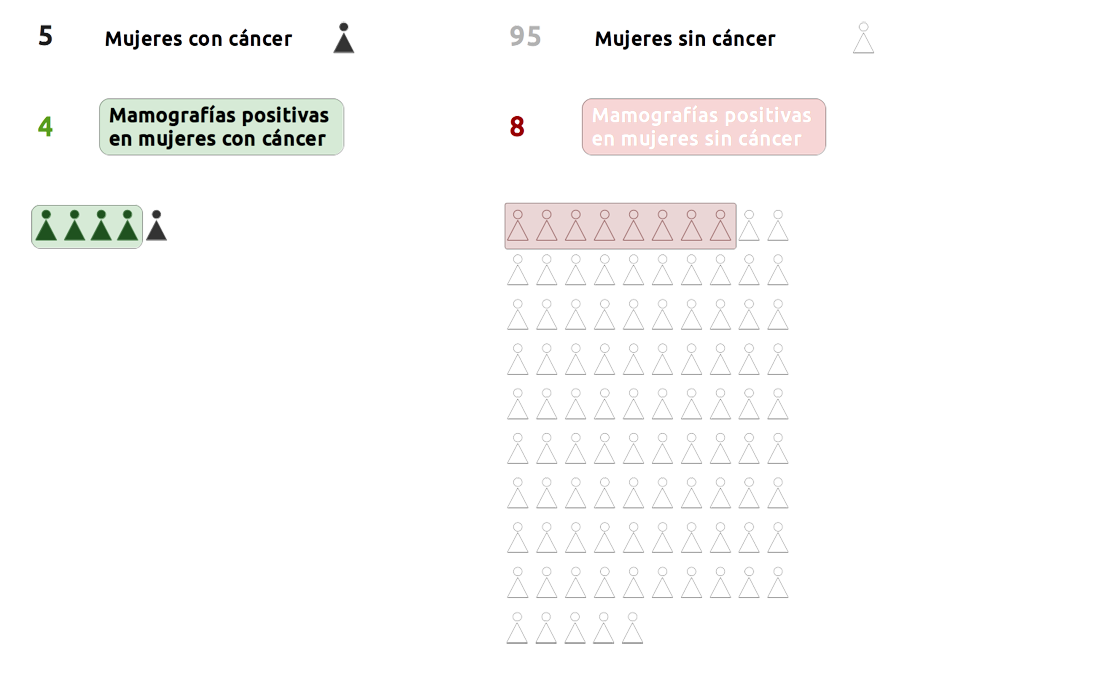 5 Mujeres con cáncer
95 Mujeres sin cáncer
4 Mamografías positivas
en mujeres con cáncer
8 Mamografías positivas
en mujeres sin cáncer